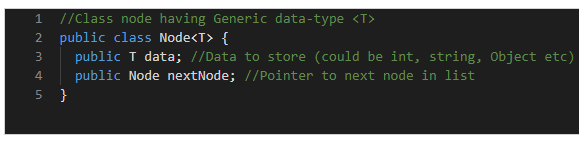 1 //Class node having Generic data-type <T>
2 public class Node<T> {
3   public T data; //Data to store (could be int, string, Object etc)
4   public Node nextNode; //Pointer to next node in list
5 }